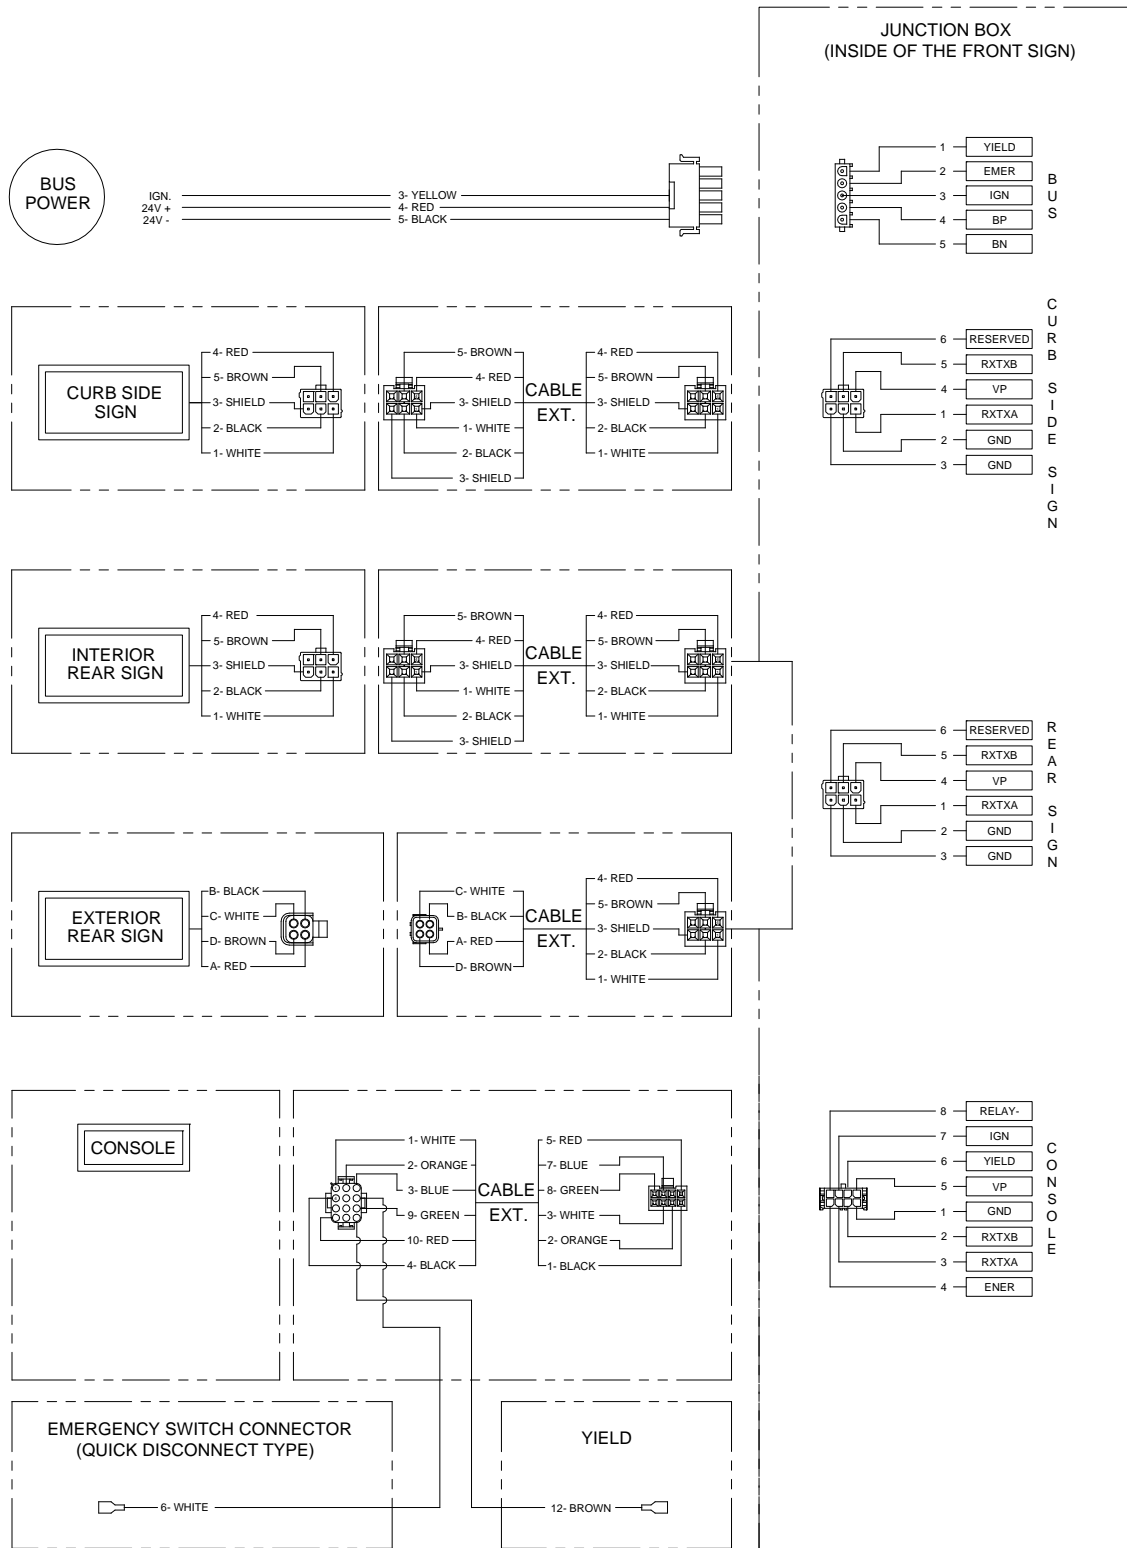 JUNCTION BOX
(INSIDE OF THE FRONT SIGN)
BUS
POWER
IGN.
24V +
24V -
3- YELLOW
4- RED
5- BLACK
1 YIELD
2 EMER
3 IGN
4 BP
5 BN
BUS
CURB SIDE
SIGN
4- RED
5- BROWN
3- SHIELD
2- BLACK
1- WHITE
5- BROWN
4- RED
3- SHIELD
1- WHITE
2- BLACK
3- SHIELD
CABLE
EXT.
4- RED
5- BROWN
3- SHIELD
2- BLACK
1- WHITE
6 RESERVED
5 RXTXB
4 VP
1 RXTXA
2 GND
3 GND
CURB SIDE SIGN
INTERIOR
REAR SIGN
4- RED
5- BROWN
3- SHIELD
2- BLACK
1- WHITE
5- BROWN
4- RED
3- SHIELD
1- WHITE
2- BLACK
3- SHIELD
CABLE
EXT.
4- RED
5- BROWN
3- SHIELD
2- BLACK
1- WHITE
6 RESERVED
5 RXTXB
4 VP
1 RXTXA
2 GND
3 GND
REAR SIGN
EXTERIOR
REAR SIGN
B- BLACK
C- WHITE
D- BROWN
A- RED
C- WHITE
B- BLACK
A- RED
D- BROWN
CABLE
EXT.
4- RED
5- BROWN
3- SHIELD
2- BLACK
1- WHITE
CONSOLE
1- WHITE
2- ORANGE
3- BLUE
9- GREEN
10- RED
4- BLACK
CABLE
EXT.
5- RED
7- BLUE
8- GREEN
3- WHITE
2- ORANGE
1- BLACK
8 RELAY-
7 IGN
6 YIELD
5 VP
1 GND
2 RXTXB
3 RXTXA
4 ENER
CONSOLE
EMERGENCY SWITCH CONNECTOR
(QUICK DISCONNECT TYPE)
6- WHITE
YIELD
12- BROWN